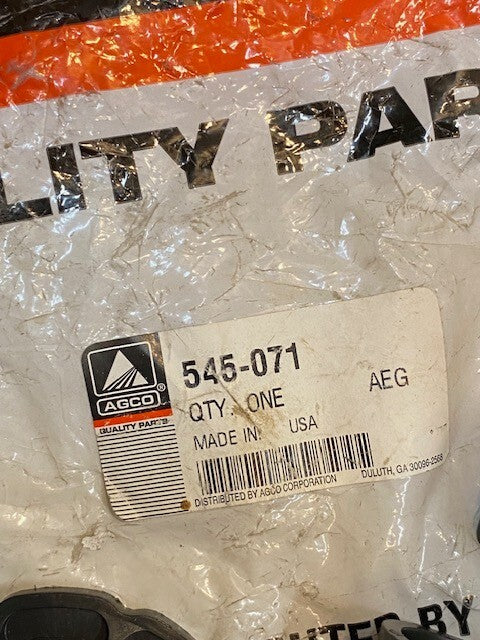 LITY PAR
545-071
AGCO®
QUALITY PARTS
QTY. ONE
AEG
MADE IN: USA
DISTRIBUTED BY AGCO CORPORATION DULUTH, GA 30096-2568
BUTED BY